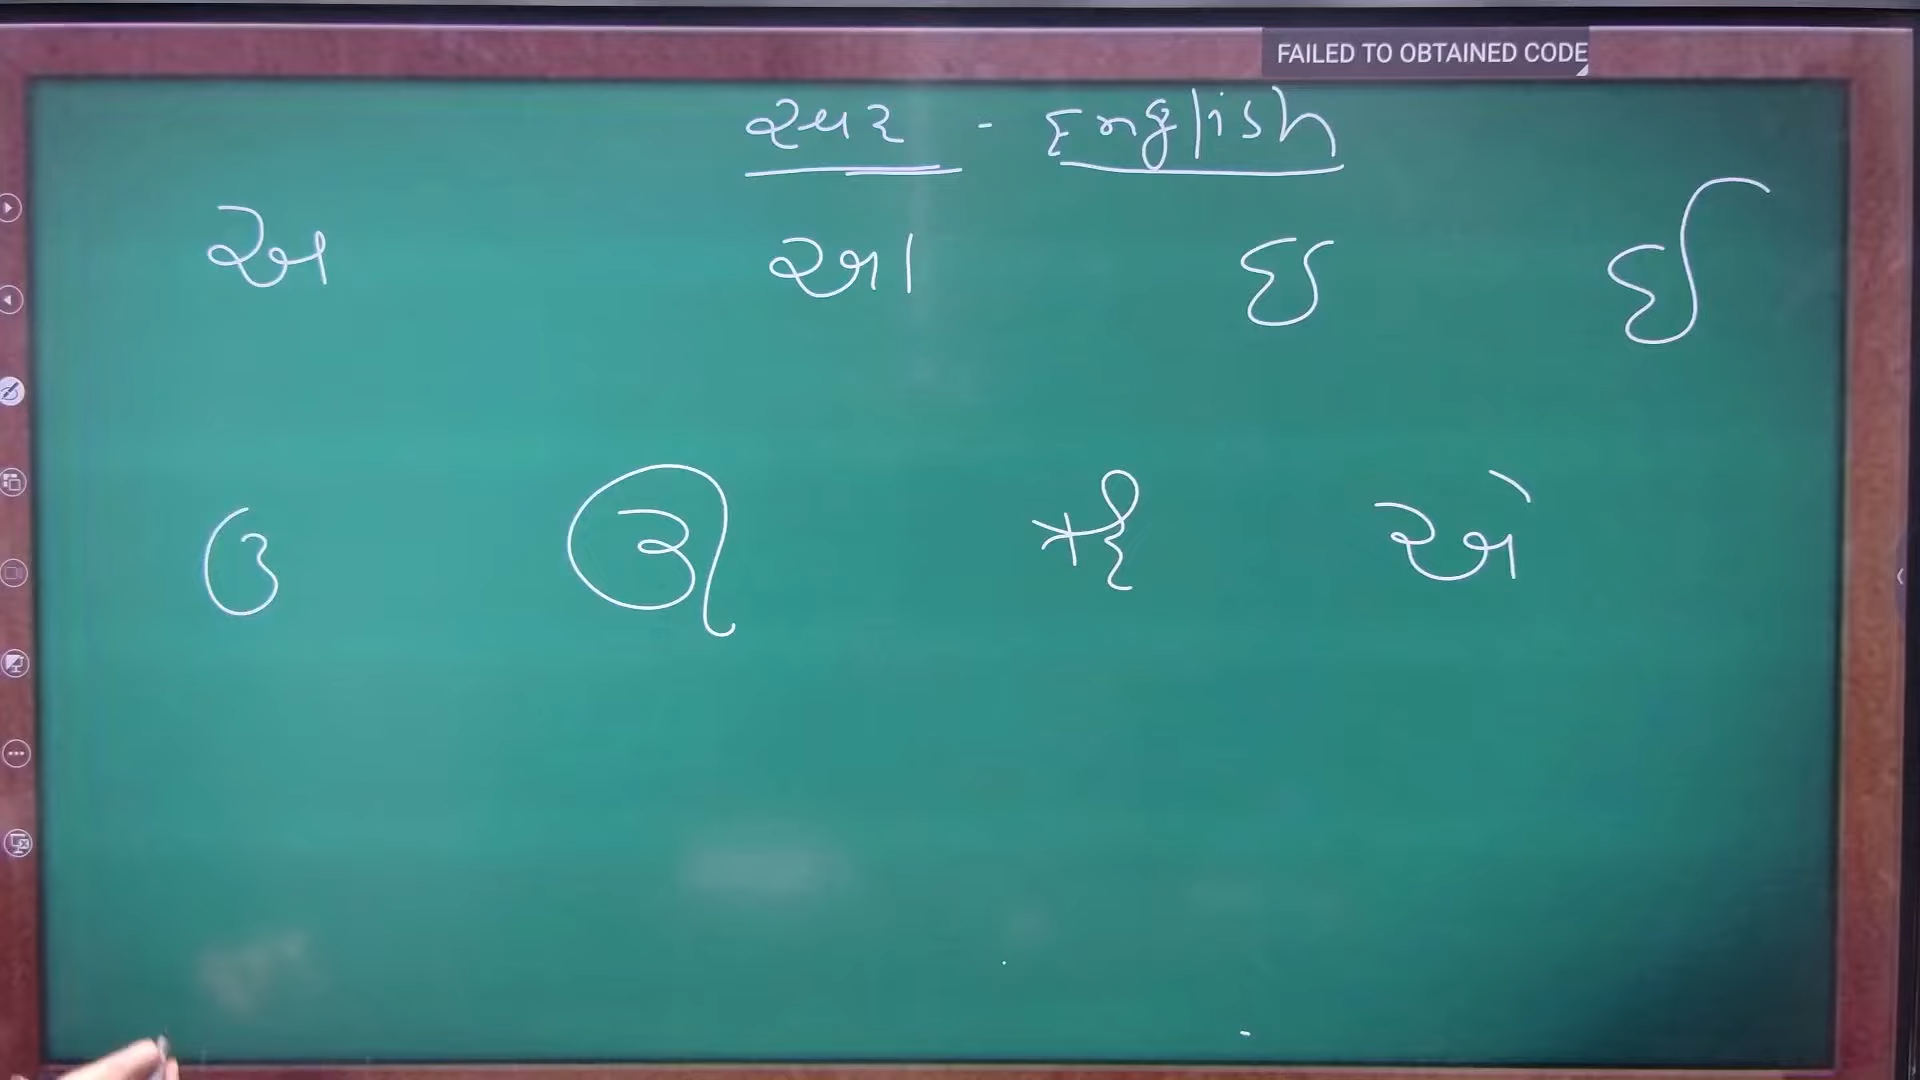 FAILED TO OBTAINED CODE
સ્વર - English
અ આ ઇ ઈ
ઉ ઊ ઋ એ